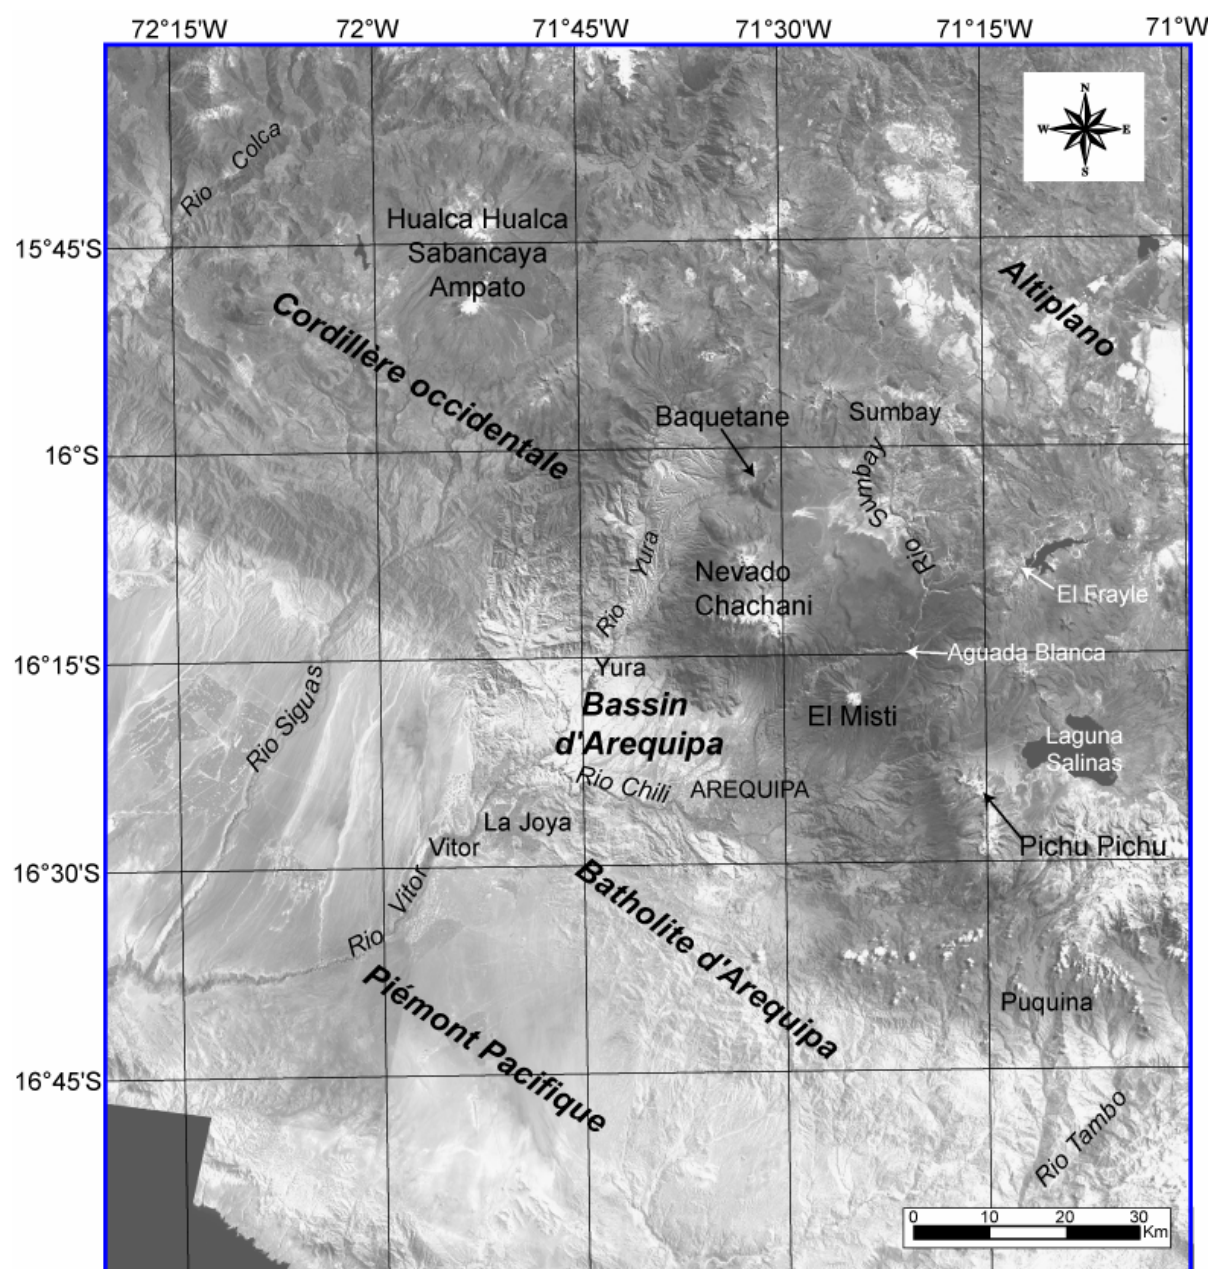 72°15'W 72°W 71°45'W 71°30'W 71°15'W 71°W
N
W E
S
Rio Colca
Hualca Hualca
Sabancaya
Ampato
15°45'S
Altiplano
Cordillère occidentale
Baquetane
Sumbay
16°S
Rio Sumbay
Rio Yura
El Frayle
Nevado
Chachani
Aguada Blanca
16°15'S
Yura
Rio Siguas
Bassin
d'Arequipa
El Misti
Laguna
Salinas
Rio Chili
AREQUIPA
La Joya
Vitor
Pichu Pichu
16°30'S
Rio Vitor
Batholite d'Arequipa
Piémont Pacifique
Puquina
16°45'S
Rio Tambo
0 10 20 30
Km